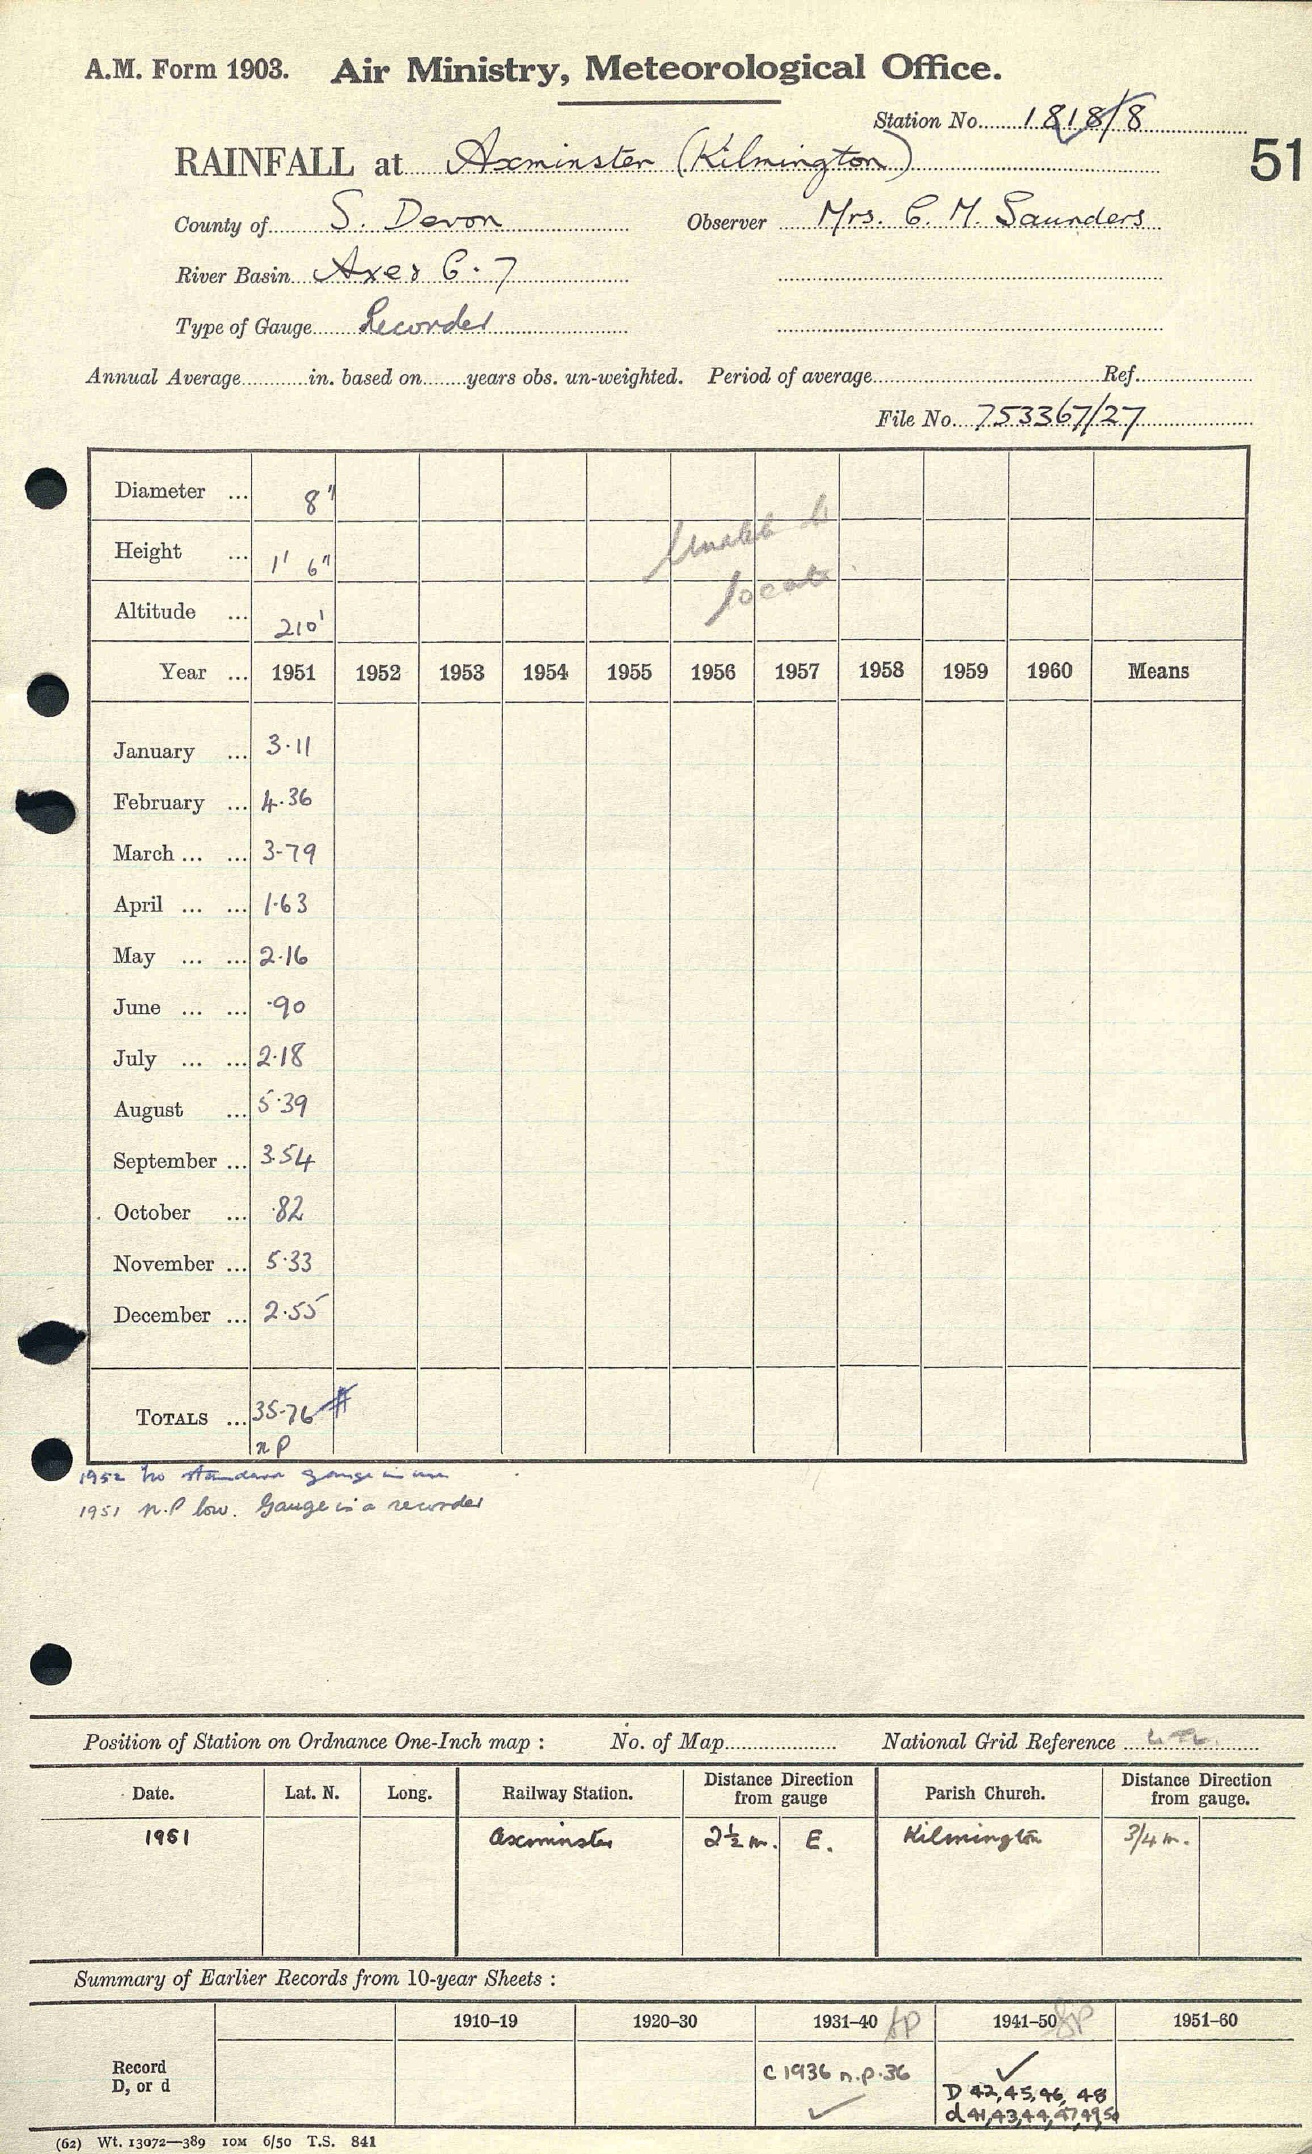 A.M. Form 1903. Air Ministry, Meteorological Office.
Station No. 1818/8
51
RAINFALL at Axminster (Kilmington)
County of S. Devon Observer Mrs. C. M. Saunders
River Basin Axe & C. 7
Type of Gauge Recorder
Annual Average in. based on years obs. un-weighted. Period of average Ref.
File No. 753367/27
Diameter ... 8"
Height ... 1' 6"
Unable to
locate
Altitude ... 210'
Year ... 1951 1952 1953 1954 1955 1956 1957 1958 1959 1960 Means
January ... 3.11
February ... 4.36
March ... ... 3.79
April ... ... 1.63
May ... ... 2.16
June ... ... .90
July ... ... 2.18
August ... 5.39
September ... 3.54
October ... .82
November ... 5.33
December ... 2.55
TOTALS ... 35.76 #
n P
1952 No standard gauge in use
1951 n.P low. Gauge is a recorder
Position of Station on Ordnance One-Inch map : No. of Map National Grid Reference
Date. Lat. N. Long. Railway Station. Distance Direction from gauge Parish Church. Distance Direction from gauge.
1951 Axminster 2½ m. E. Kilmington 3/4 m.
Summary of Earlier Records from 10-year Sheets :
1910–19 1920–30 1931–40 fp 1941–50 fp 1951–60
Record
D, or d
C 1936 n.p. 36 ✓
✓
D 42, 45, 46, 48
d 41, 43, 44, 47, 49, 50
(62) Wt. 13072—389 10M 6/50 T.S. 841